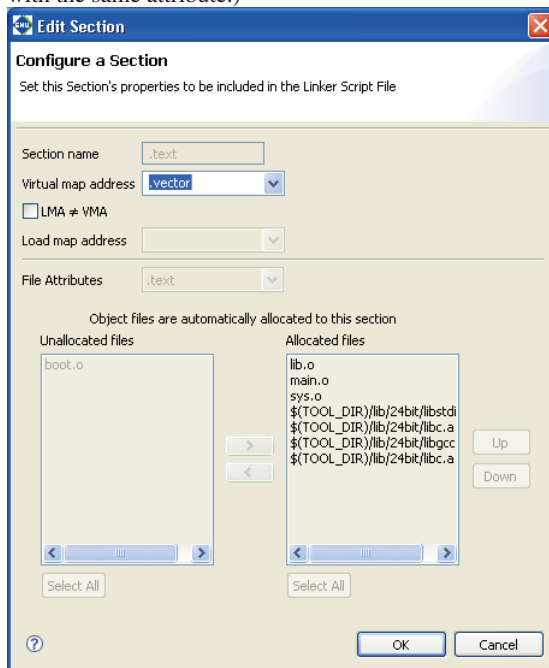 with the same attribute.)
GNU Edit Section
Configure a Section
Set this Section's properties to be included in the Linker Script File
Section name .text
Virtual map address .vector
LMA ≠ VMA
Load map address
File Attributes .text
Object files are automatically allocated to this section
Unallocated files Allocated files
boot.o lib.o
main.o
sys.o
$(TOOL_DIR)/lib/24bit/libstdi
$(TOOL_DIR)/lib/24bit/libc.a
$(TOOL_DIR)/lib/24bit/libgcc
$(TOOL_DIR)/lib/24bit/libc.a
> Up
< Down
Select All Select All
? OK Cancel